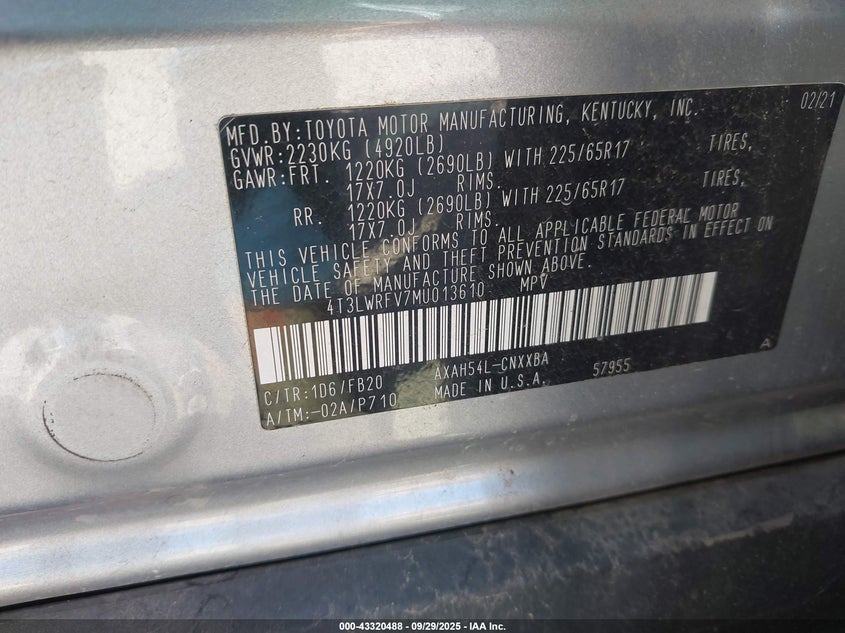 MFD.BY:TOYOTA MOTOR MANUFACTURING, KENTUCKY, INC. 02/21
GVWR:2230KG (4920LB)
GAWR:FRT. 1220KG (2690LB) WITH 225/65R17 TIRES,
17X7.0J RIMS.
RR. 1220KG (2690LB) WITH 225/65R17 TIRES,
17X7.0J RIMS.
THIS VEHICLE CONFORMS TO ALL APPLICABLE FEDERAL MOTOR
VEHICLE SAFETY AND THEFT PREVENTION STANDARDS IN EFFECT ON
THE DATE OF MANUFACTURE SHOWN ABOVE.
4T3LWRFV7MU013610 MPV
A
C/TR:1D6/FB20 AXAH54L-CNXXBA 57955
A/TM:-02A/P710 MADE IN U.S.A.
000-43320488 - 09/29/2025 - IAA Inc.